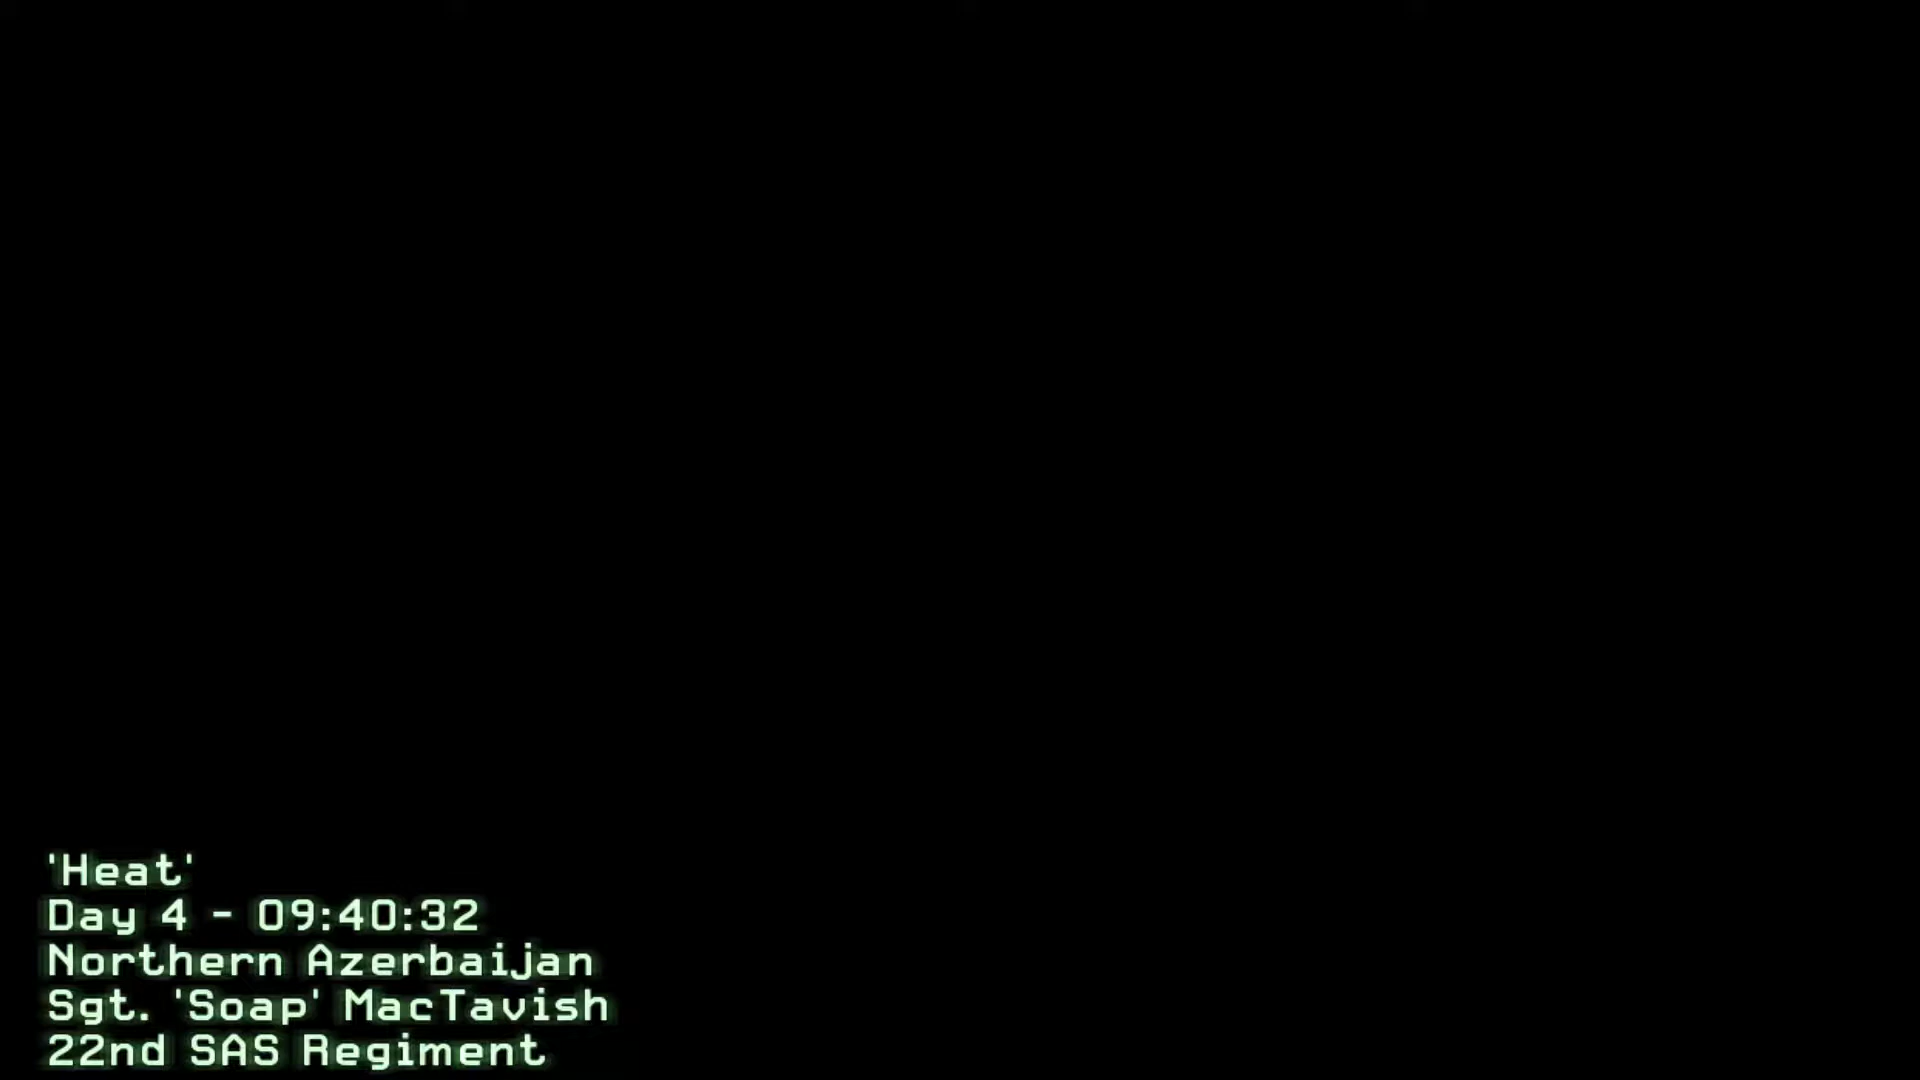 'Heat'
Day 4 - 09:40:32
Northern Azerbaijan
Sgt. 'Soap' MacTavish
22nd SAS Regiment